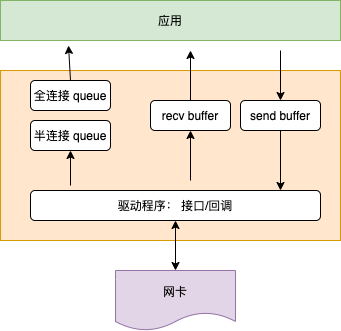 应用
全连接 queue
半连接 queue
recv buffer
send buffer
驱动程序： 接口/回调
网卡